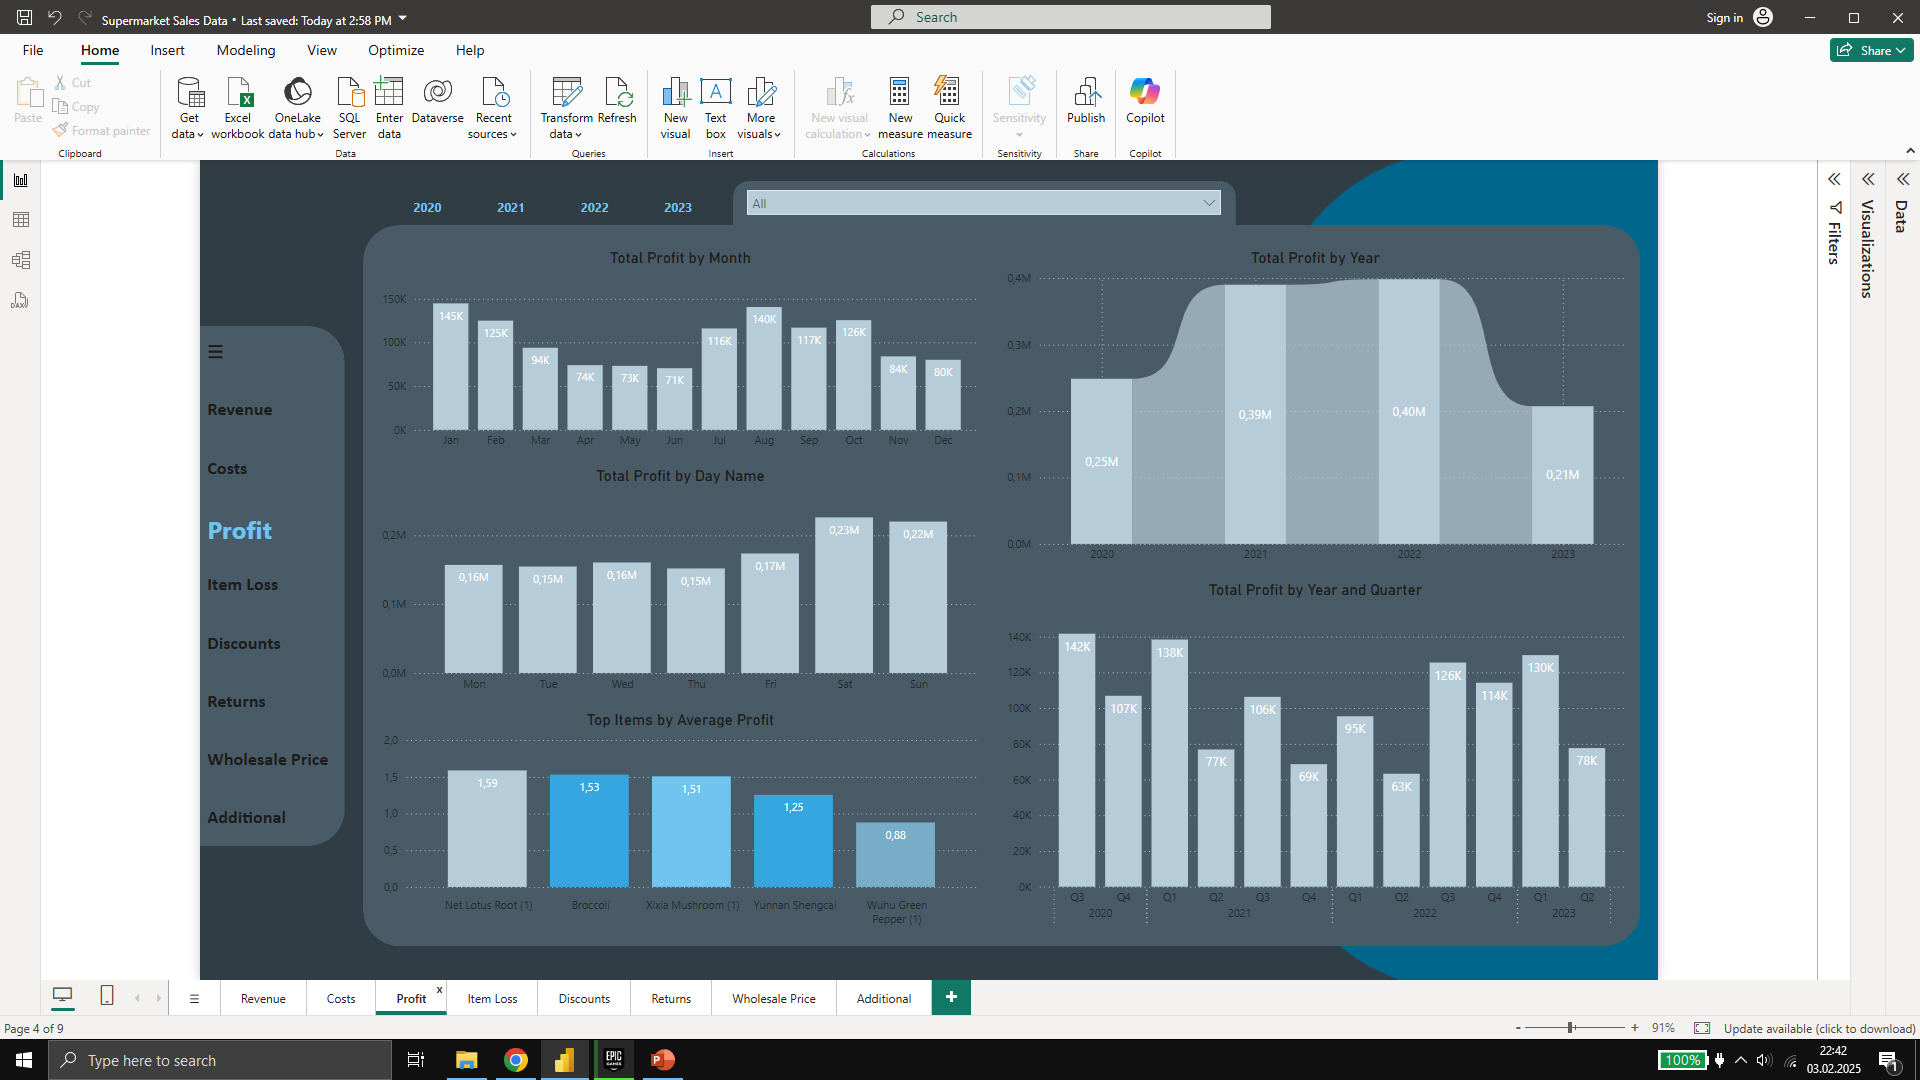 Supermarket Sales Data • Last saved: Today at 2:58 PM
Search
Sign in
File Home Insert Modeling View Optimize Help
Share
Paste
Cut
Copy
Format painter
Clipboard
Get data
Excel workbook
OneLake data hub
SQL Server
Enter data
Dataverse
Recent sources
Data
Transform data
Refresh
Queries
New visual
Text box
More visuals
Insert
New visual calculation
New measure
Quick measure
Calculations
Sensitivity
Sensitivity
Publish
Share
Copilot
Copilot
2020 2021 2022 2023
All
Revenue
Costs
Profit
Item Loss
Discounts
Returns
Wholesale Price
Additional
Total Profit by Month
150K
100K
50K
0K
145K 125K 94K 74K 73K 71K 116K 140K 117K 126K 84K 80K
Jan Feb Mar Apr May Jun Jul Aug Sep Oct Nov Dec
Total Profit by Day Name
0,2M
0,1M
0,0M
0,16M 0,15M 0,16M 0,15M 0,17M 0,23M 0,22M
Mon Tue Wed Thu Fri Sat Sun
Top Items by Average Profit
2,0
1,5
1,0
0,5
0,0
1,59 1,53 1,51 1,25 0,88
Net Lotus Root (1) Broccoli Xixia Mushroom (1) Yunnan Shengcai Wuhu Green
Pepper (1)
Total Profit by Year
0,4M
0,3M
0,2M
0,1M
0,0M
0,25M 0,39M 0,40M 0,21M
2020 2021 2022 2023
Total Profit by Year and Quarter
140K
120K
100K
80K
60K
40K
20K
0K
142K 107K 138K 77K 106K 69K 95K 63K 126K 114K 130K 78K
Q3 Q4 Q1 Q2 Q3 Q4 Q1 Q2 Q3 Q4 Q1 Q2
2020 2021 2022 2023
Filters
Visualizations
Data
Revenue Costs Profit x Item Loss Discounts Returns Wholesale Price Additional +
Page 4 of 9
- + 91% Update available (click to download)
Type here to search
EPIC GAMES
100%
22:42
03.02.2025
1
DAX